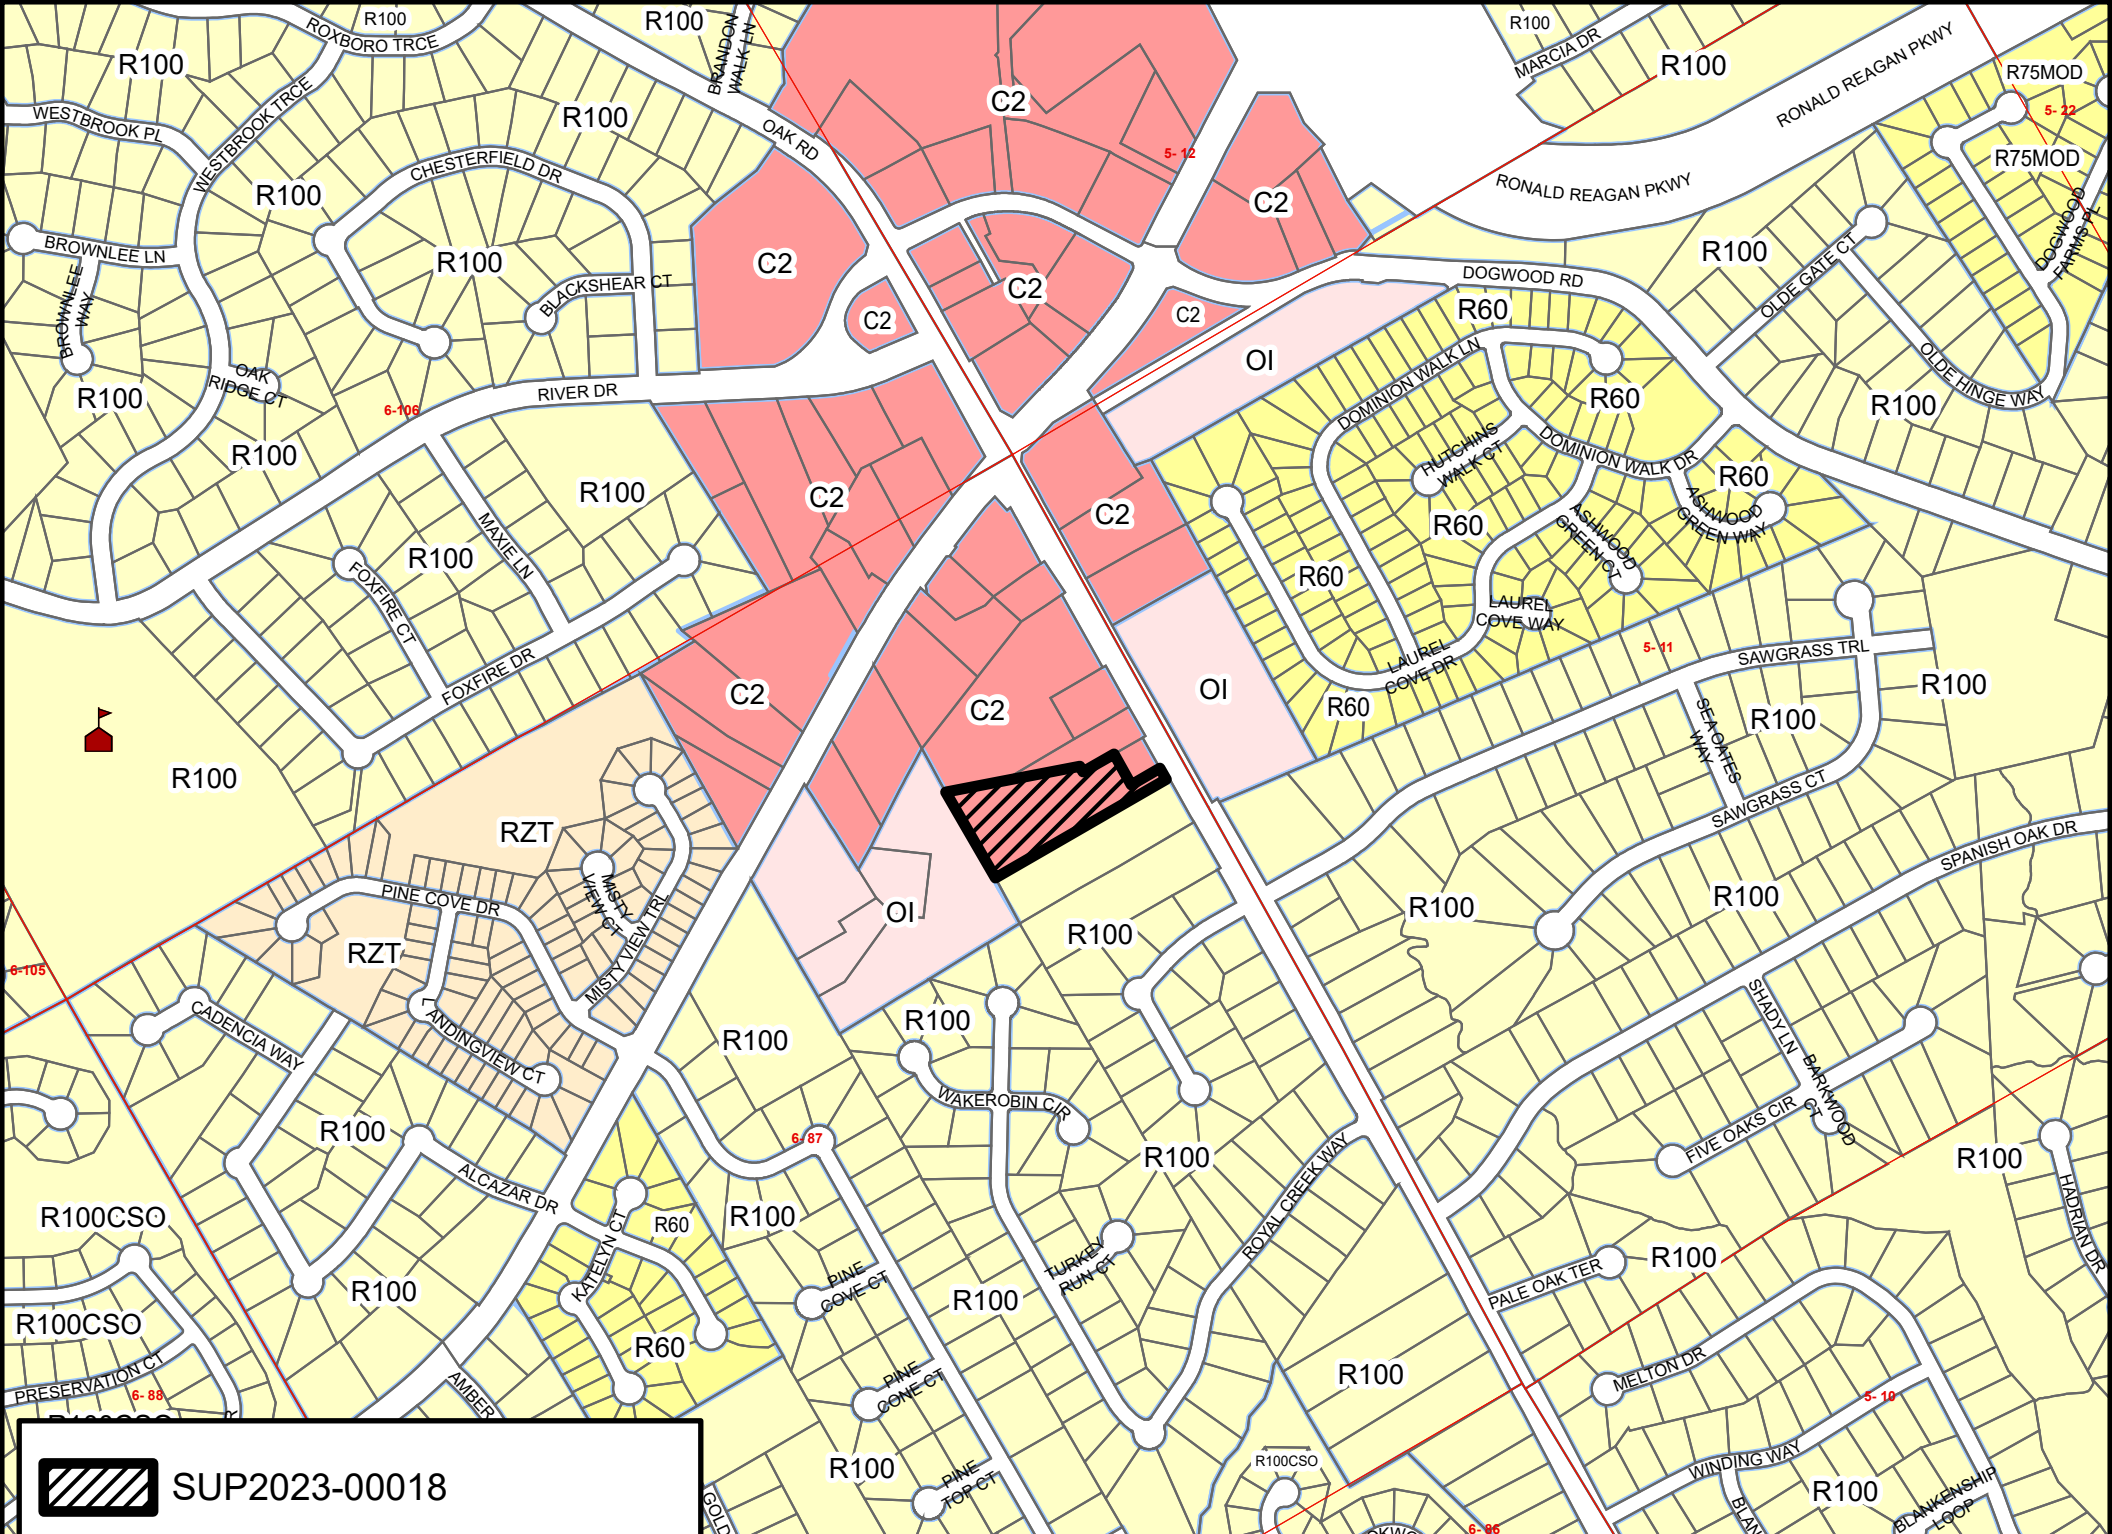 R100
ROXBORO TRCE
R100
BRANDON
WALK LN
R100
MARCIA DR
R100
RONALD REAGAN PKWY
R75MOD
5- 22
R100
WESTBROOK PL
WESTBROOK TRCE
R100
OAK RD
C2
5- 12
R75MOD
DOGWOOD
FARMS PL
CHESTERFIELD DR
R100
R100
C2
RONALD REAGAN PKWY
BROWNLEE LN
BROWNLEE
WAY
BLACKSHEAR CT
C2
C2
C2
C2
DOGWOOD RD
R100
OLDE GATE CT
OLDE HINGE WAY
R100
R60
OI
OAK
RIDGE CT
R100
6-106
RIVER DR
DOMINION WALK LN
R60
R100
R100
R100
C2
C2
HUTCHINS
WALK CT
DOMINION WALK DR
R60
ASHWOOD
GREEN WAY
MAXIE LN
R100
FOXFIRE CT
R60
ASHWOOD
GREEN CT
R60
LAUREL
COVE WAY
FOXFIRE DR
LAUREL
COVE DR
5- 11
SAWGRASS TRL
R100
C2
C2
OI
R60
SEA OATES
WAY
R100
R100
SAWGRASS CT
RZT
SPANISH OAK DR
PINE COVE DR
MISTY
VIEW CT
MISTY VIEW TRL
OI
R100
R100
R100
RZT
6-105
CADENCIA WAY
LANDINGVIEW CT
R100
R100
SHADY LN
BARKWOOD
CT
WAKEROBIN CIR
FIVE OAKS CIR
R100
6- 87
R100
ROYAL CREEK WAY
R100
HADRIAN DR
ALCAZAR DR
R100CSO
KATELYN CT
R60
R100
TURKEY
RUN CT
R100
PALE OAK TER
R100
PINE
COVE CT
R100
R100CSO
R60
R100
MELTON DR
PRESERVATION CT
6- 88
AMBER
PINE
CONE CT
5- 10
R100CSO
WINDING WAY
R100
R100CSO
R100
BLANKENSHIP
LOOP
PINE
TOP CT
GOLD
BLAN
6- 86
SUP2023-00018